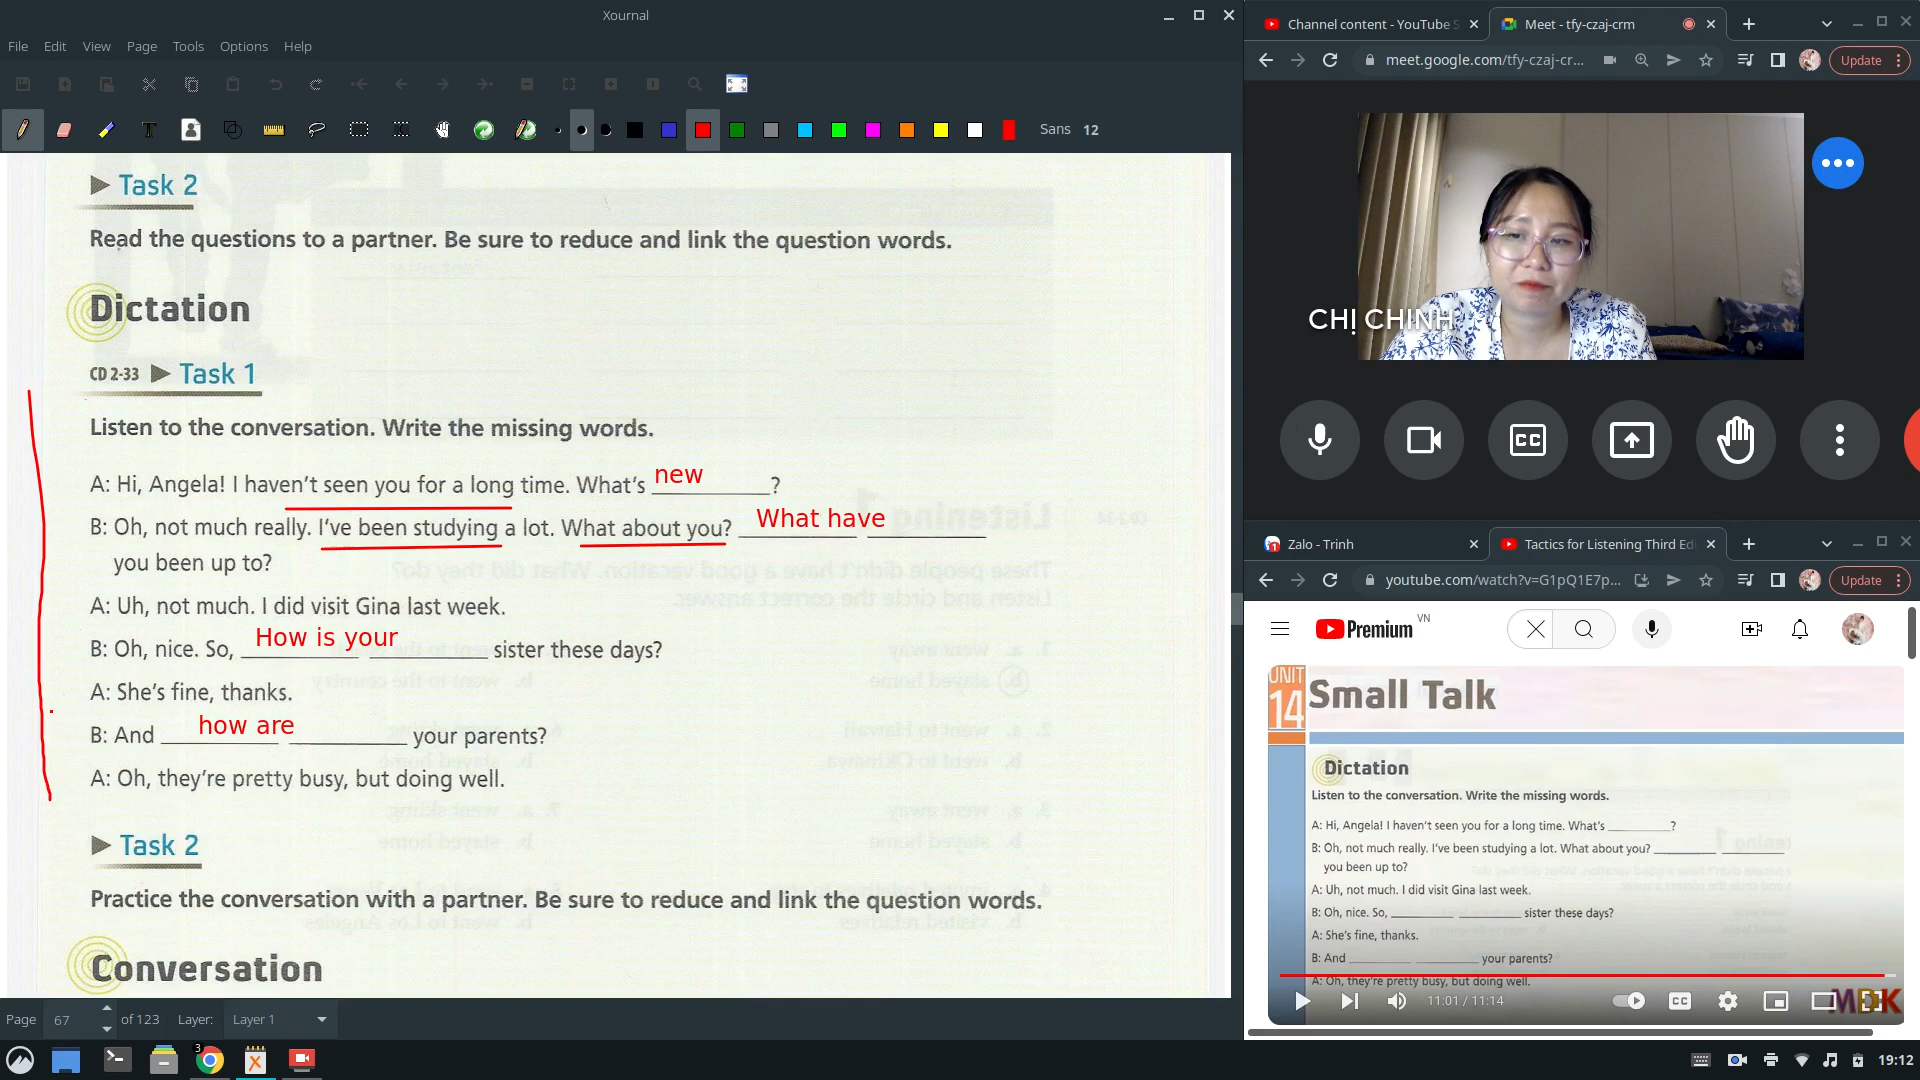 Xournal
File Edit View Page Tools Options Help
Sans 12
Task 2
Read the questions to a partner. Be sure to reduce and link the question words.
Dictation
CD 2-33 Task 1
Listen to the conversation. Write the missing words.
A: Hi, Angela! I haven't seen you for a long time. What's new ?
B: Oh, not much really. I've been studying a lot. What about you? What have
you been up to?
A: Uh, not much. I did visit Gina last week.
B: Oh, nice. So, How is your sister these days?
A: She's fine, thanks.
B: And how are your parents?
A: Oh, they're pretty busy, but doing well.
Task 2
Practice the conversation with a partner. Be sure to reduce and link the question words.
Conversation
Page 67 of 123 Layer: Layer 1
Channel content - YouTube S
Meet - tfy-czaj-crm
meet.google.com/tfy-czaj-cr...
Update
CHỊ CHINH
CC
Zalo - Trinh
Tactics for Listening Third Edi
youtube.com/watch?v=G1pQ1E7p...
Update
Premium VN
UNIT 14 Small Talk
Dictation
Listen to the conversation. Write the missing words.
A: Hi, Angela! I haven't seen you for a long time. What's ?
B: Oh, not much really. I've been studying a lot. What about you?
you been up to?
A: Uh, not much. I did visit Gina last week.
B: Oh, nice. So, sister these days?
A: She's fine, thanks.
B: And your parents?
A: Oh, they're pretty busy, but doing well.
11:01 / 11:14
CC
MDK
3
19:12